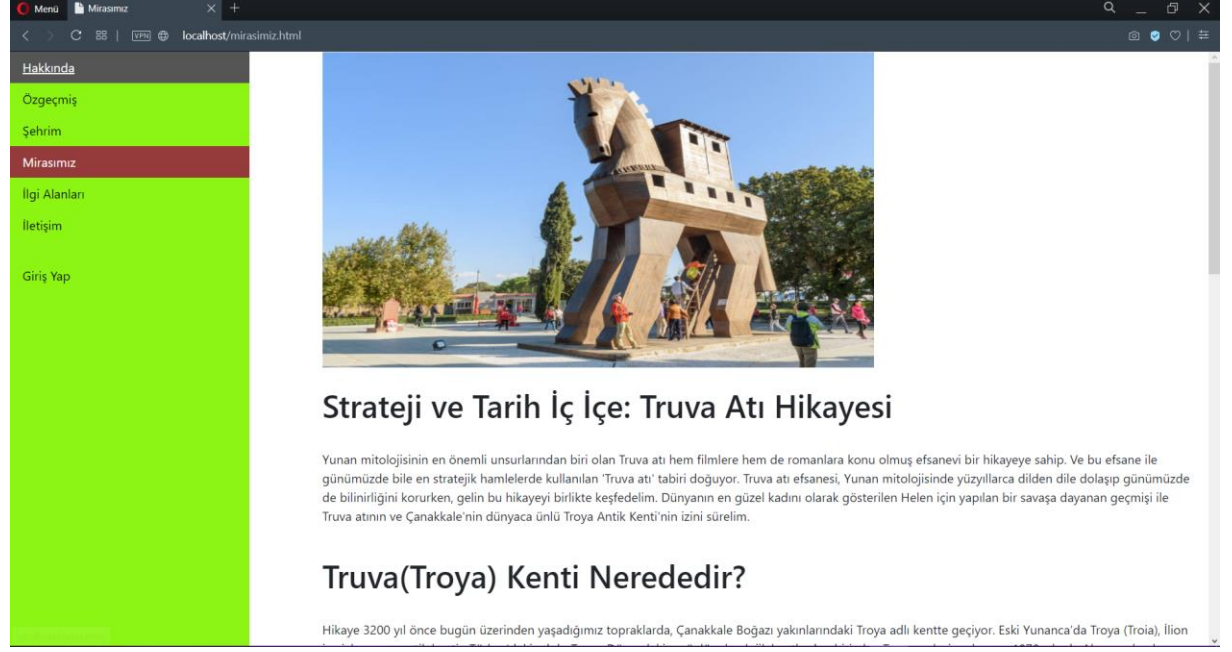 Menü
Mirasımız
VPN
localhost/mirasimiz.html
Hakkında
Özgeçmiş
Şehrim
Mirasımız
İlgi Alanları
İletişim
Giriş Yap
Strateji ve Tarih İç İçe: Truva Atı Hikayesi
Yunan mitolojisinin en önemli unsurlarından biri olan Truva atı hem filmlere hem de romanlara konu olmuş efsanevi bir hikayeye sahip. Ve bu efsane ile
günümüzde bile en stratejik hamlelerde kullanılan 'Truva atı' tabiri doğuyor. Truva atı efsanesi, Yunan mitolojisinde yüzyıllarca dilden dile dolaşıp günümüzde
de bilinirliğini korurken, gelin bu hikayeyi birlikte keşfedelim. Dünyanın en güzel kadını olarak gösterilen Helen için yapılan bir savaşa dayanan geçmişi ile
Truva atının ve Çanakkale'nin dünyaca ünlü Troya Antik Kenti'nin izini sürelim.
Truva(Troya) Kenti Nerededir?
Hikaye 3200 yıl önce bugün üzerinden yaşadığımız topraklarda, Çanakkale Boğazı yakınlarındaki Troya adlı kentte geçiyor. Eski Yunanca'da Troya (Troia), İlion